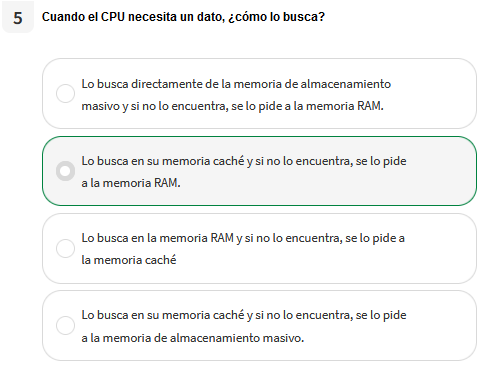 5 Cuando el CPU necesita un dato, ¿cómo lo busca?
Lo busca directamente de la memoria de almacenamiento
masivo y si no lo encuentra, se lo pide a la memoria RAM.
Lo busca en su memoria caché y si no lo encuentra, se lo pide
a la memoria RAM.
Lo busca en la memoria RAM y si no lo encuentra, se lo pide a
la memoria caché
Lo busca en su memoria caché y si no lo encuentra, se lo pide
a la memoria de almacenamiento masivo.